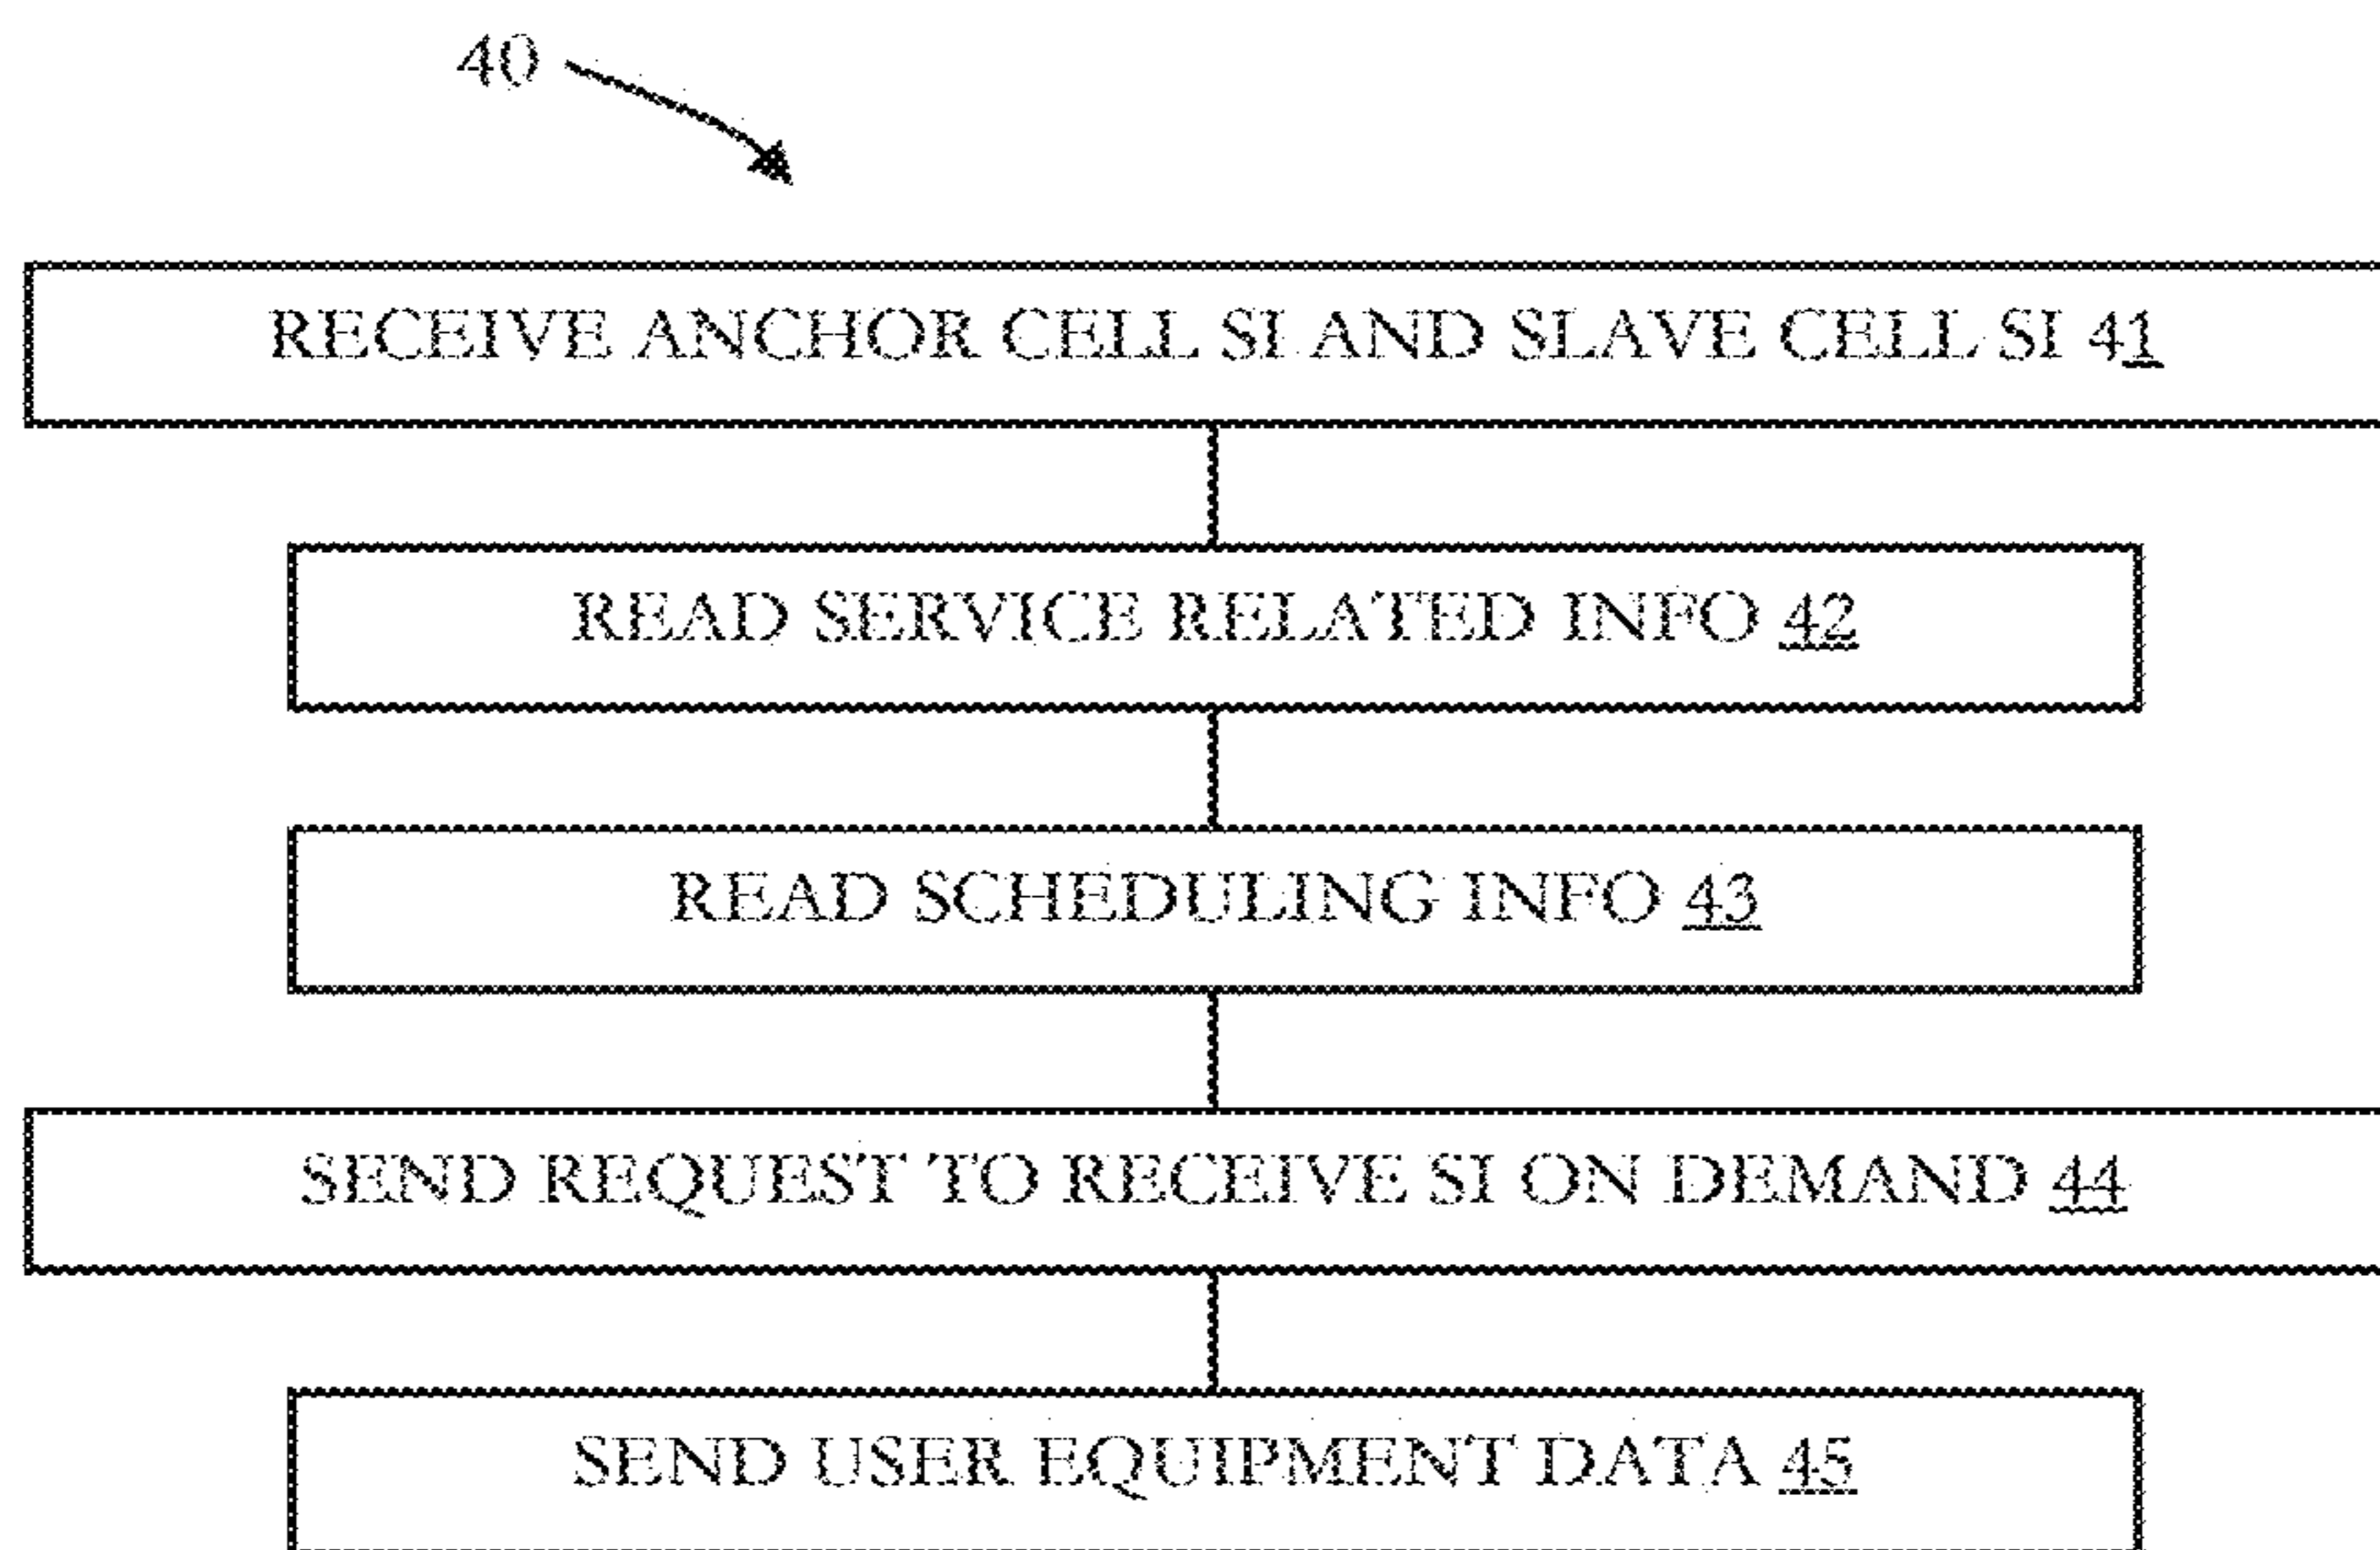 40
RECEIVE ANCHOR CELL SI AND SLAVE CELL SI 41
READ SERVICE RELATED INFO 42
READ SCHEDULING INFO 43
SEND REQUEST TO RECEIVE SI ON DEMAND 44
SEND USER EQUIPMENT DATA 45